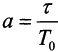 a = τ / T₀